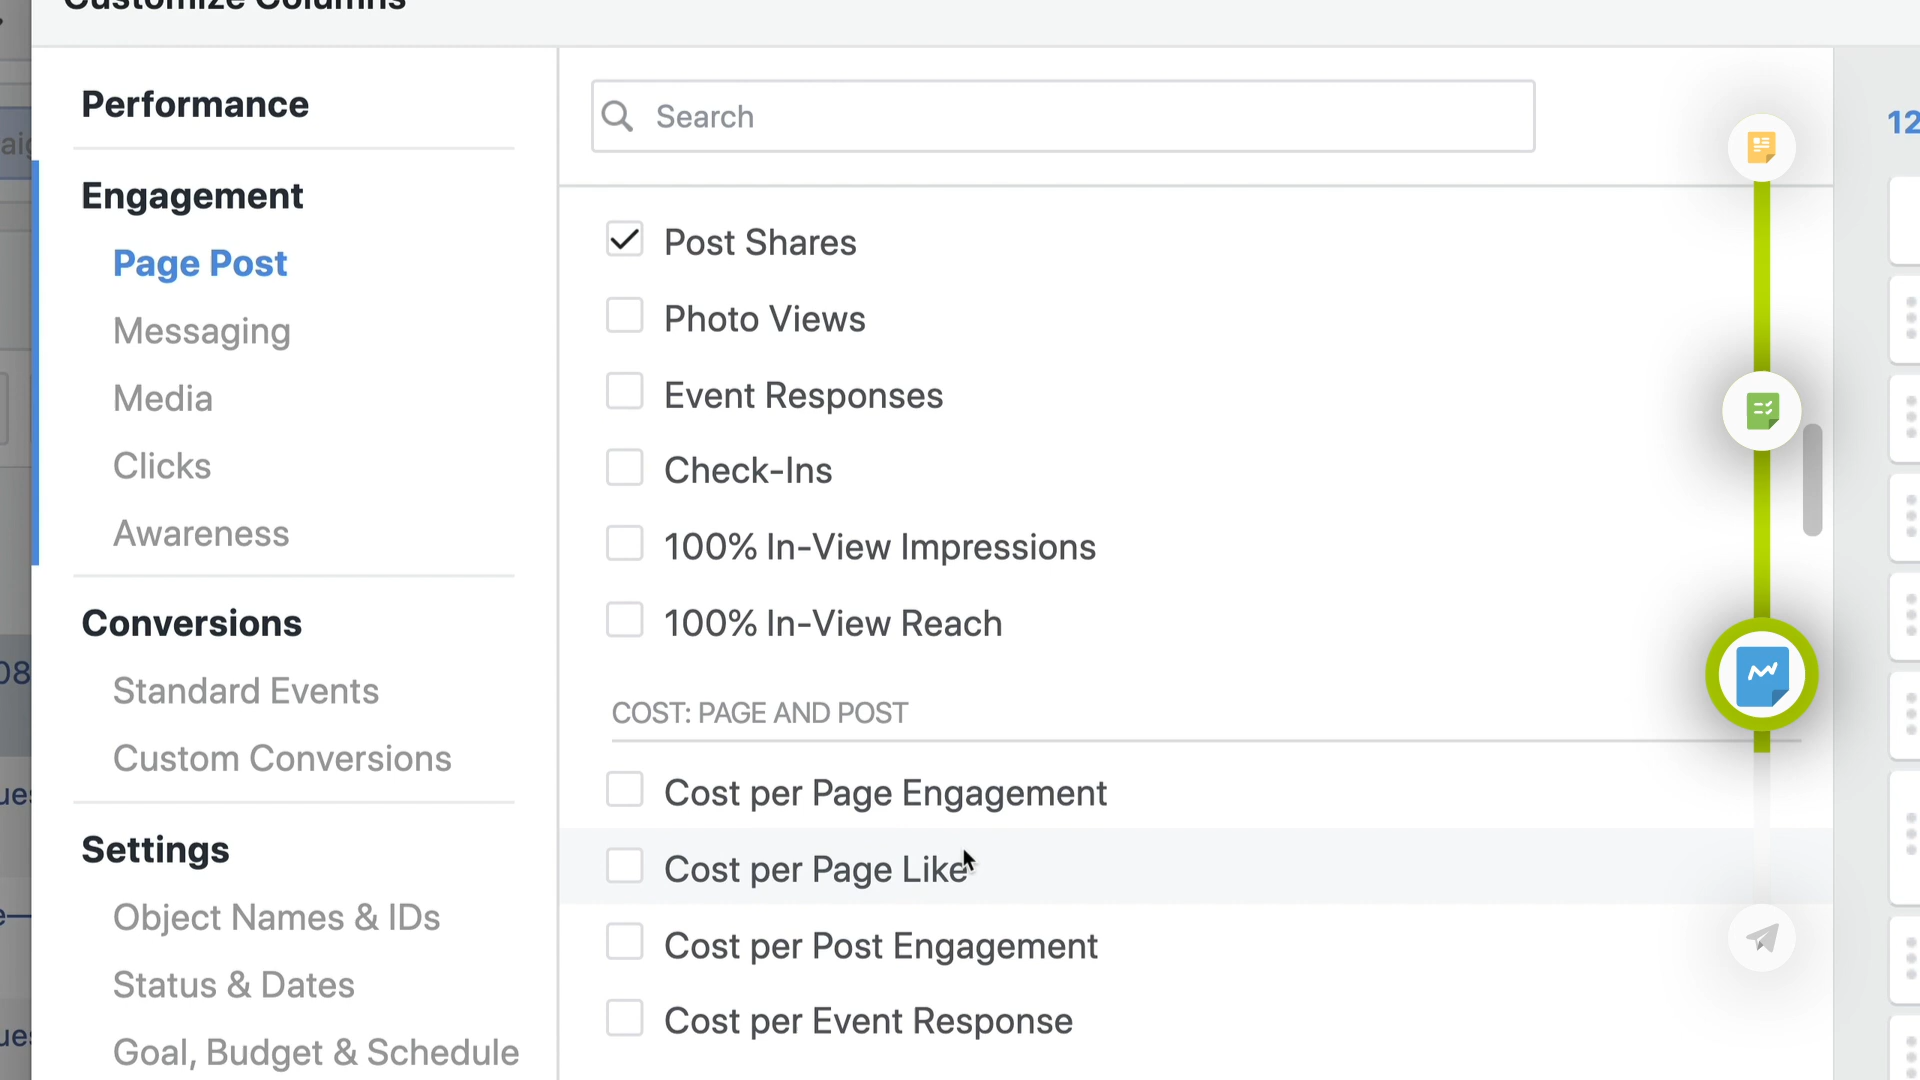 Customize Columns
Performance
Engagement
Page Post
Messaging
Media
Clicks
Awareness
Conversions
Standard Events
Custom Conversions
Settings
Object Names & IDs
Status & Dates
Goal, Budget & Schedule
Search
Post Shares
Photo Views
Event Responses
Check-Ins
100% In-View Impressions
100% In-View Reach
COST: PAGE AND POST
Cost per Page Engagement
Cost per Page Like
Cost per Post Engagement
Cost per Event Response
12